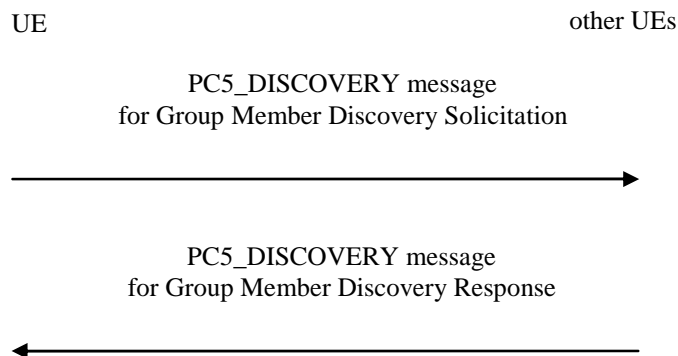 UE
other UEs
PC5_DISCOVERY message
for Group Member Discovery Solicitation
PC5_DISCOVERY message
for Group Member Discovery Response